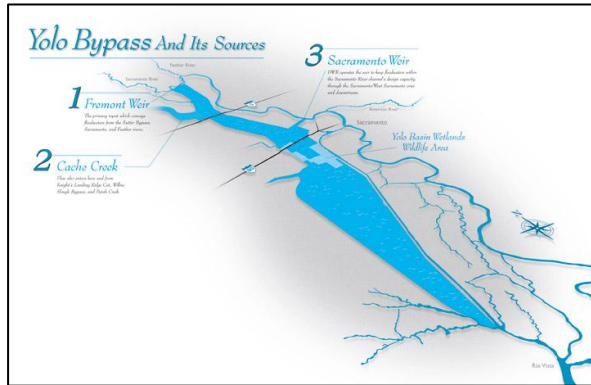 Yolo Bypass And Its Sources
Feather River
Sacramento River
1 Fremont Weir
The primary input which conveys
floodwaters from the Sutter Bypass,
Sacramento, and Feather rivers.
2 Cache Creek
Flow also enters here and from
Knight's Landing Ridge Cut, Willow
Slough Bypass, and Putah Creek
3 Sacramento Weir
DWR operates the weir to keep floodwaters within
the Sacramento River channel's design capacity
through the Sacramento/West Sacramento area
and downstream.
American River
Sacramento
Yolo Basin Wetlands
Wildlife Area
Rio Vista